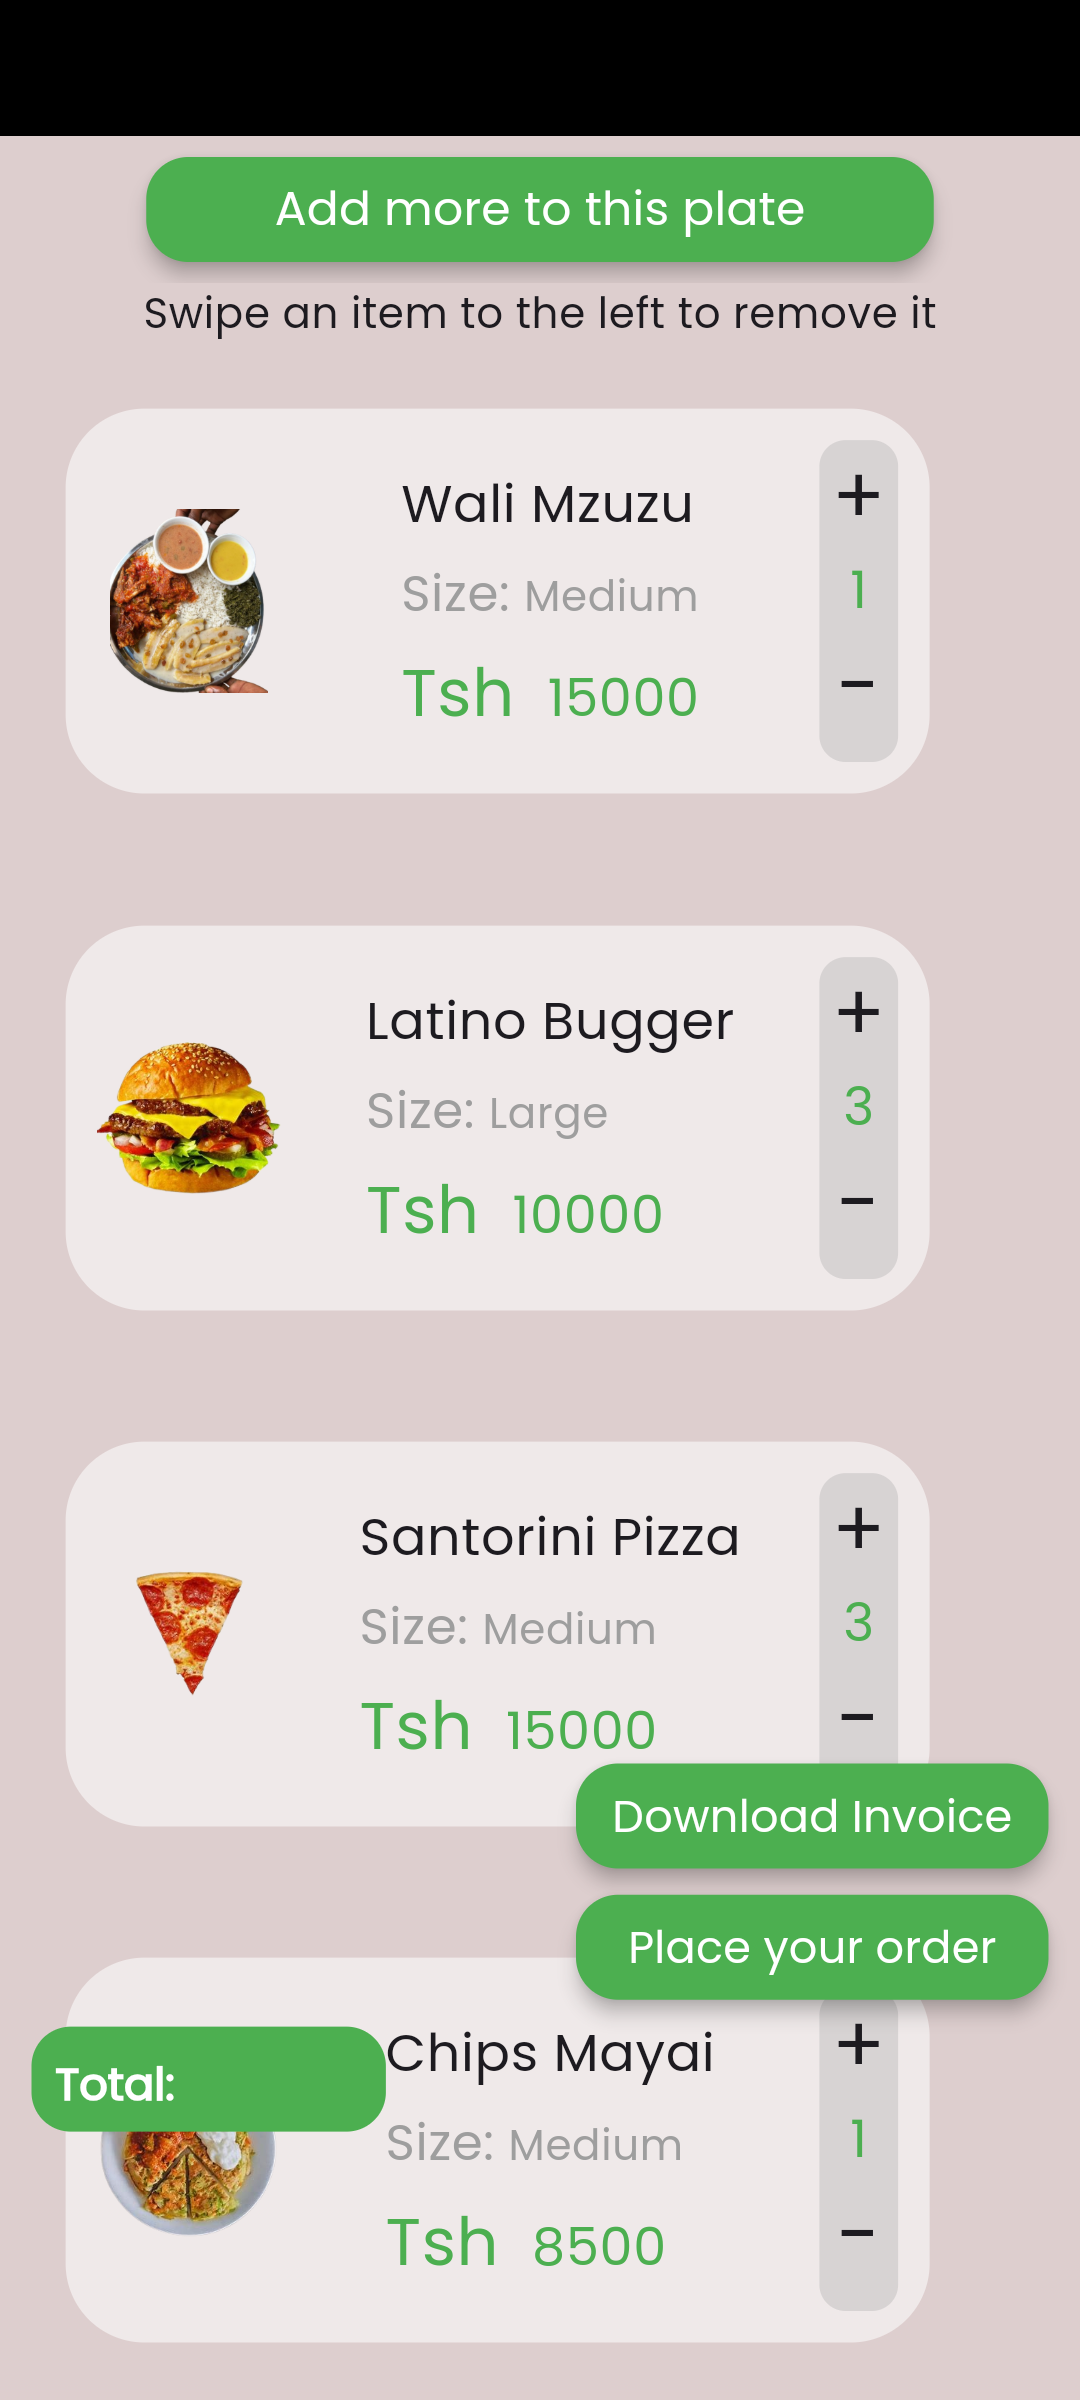 Add more to this plate
Swipe an item to the left to remove it
Wali Mzuzu
Size: Medium
Tsh 15000
+
1
-
Latino Bugger
Size: Large
Tsh 10000
+
3
-
Santorini Pizza
Size: Medium
Tsh 15000
+
3
-
Download Invoice
Place your order
Total:
Chips Mayai
Size: Medium
Tsh 8500
+
1
-